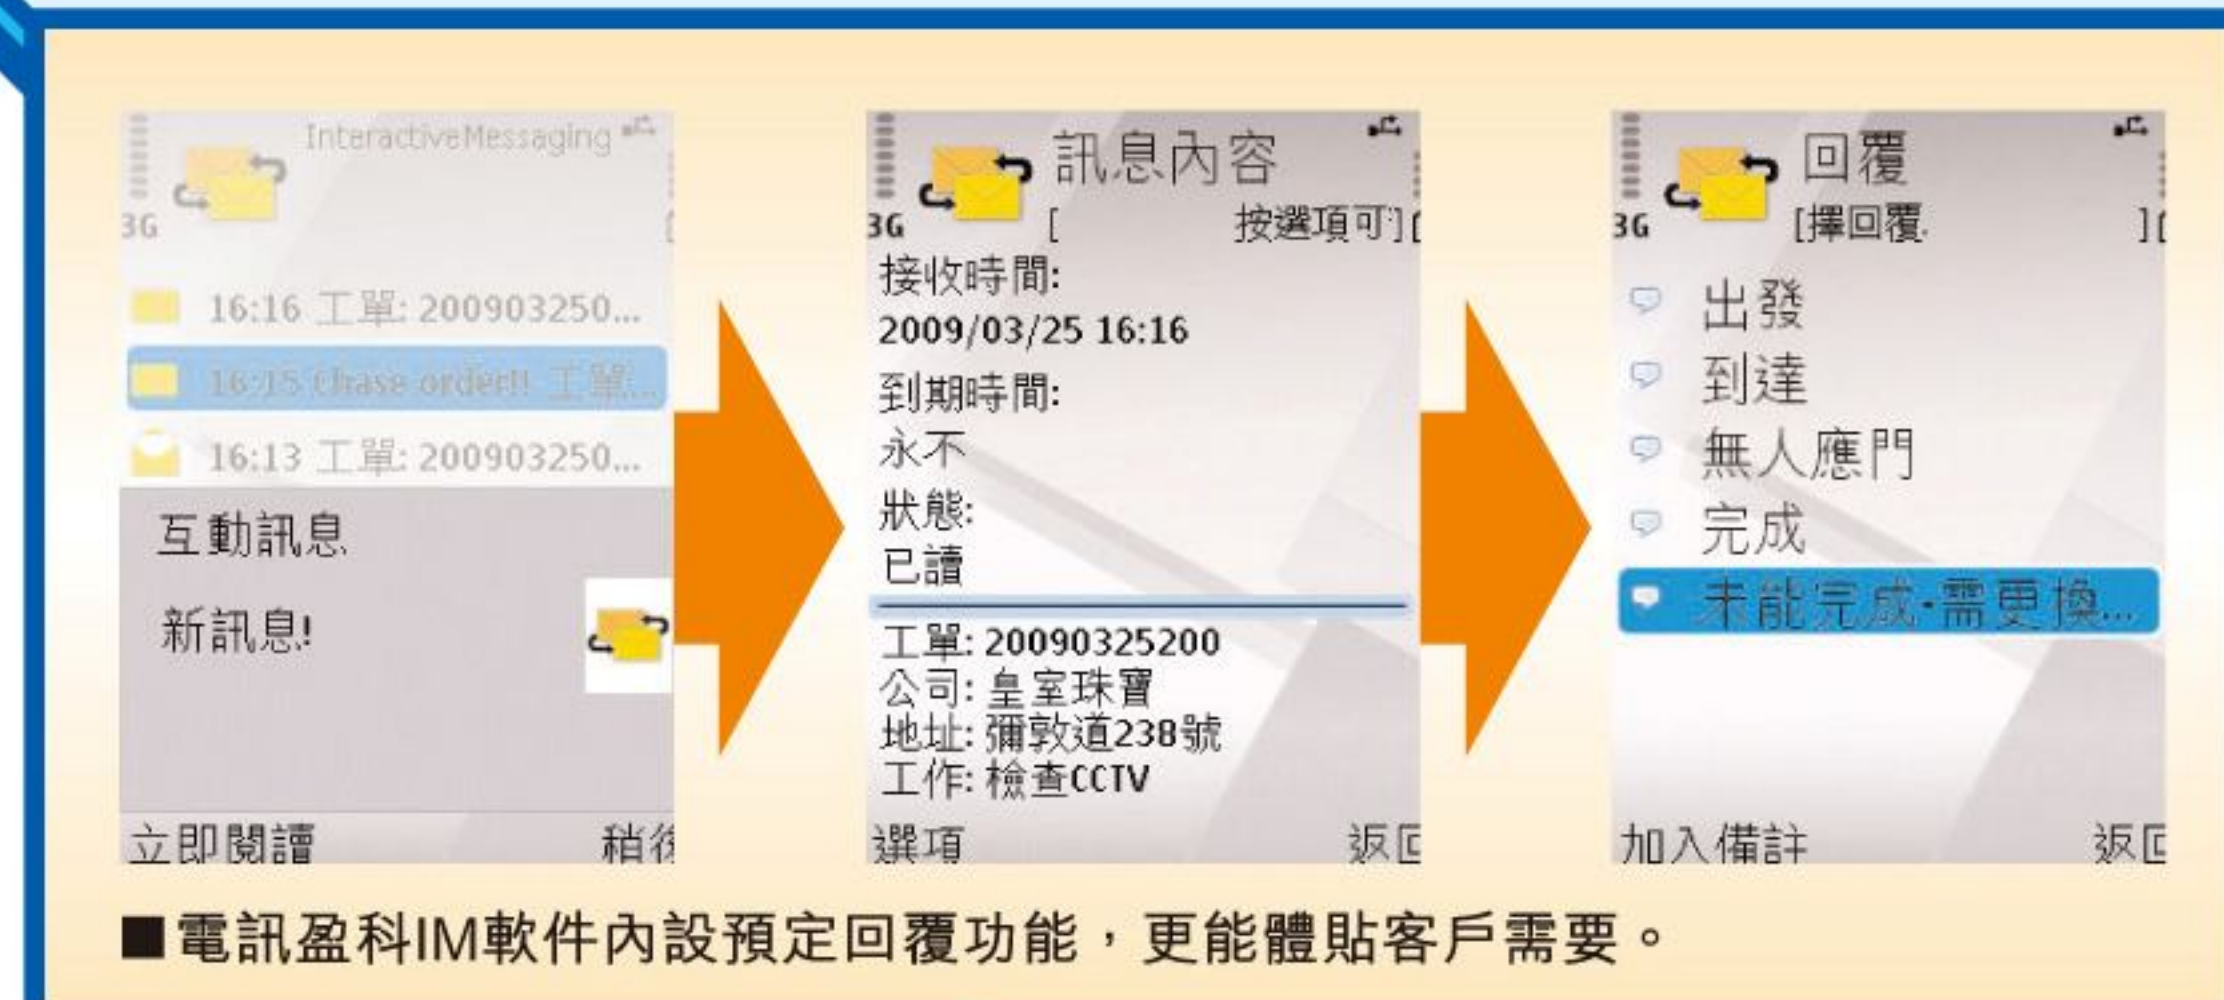 InteractiveMessaging
3G
16:16 工單: 200903250...
16:15 Chase order!! 工單...
16:13 工單: 200903250...
互動訊息
新訊息!
立即閱讀
稍後
訊息內容
3G
[ 按選項可]
接收時間:
2009/03/25 16:16
到期時間:
永不
狀態:
已讀
工單: 20090325200
公司: 皇室珠寶
地址: 彌敦道238號
工作: 檢查CCTV
選項
返回
回覆
3G
[擇回覆. ]
出發
到達
無人應門
完成
未能完成-需更換...
加入備註
返回
■電訊盈科IM軟件內設預定回覆功能，更能體貼客戶需要。